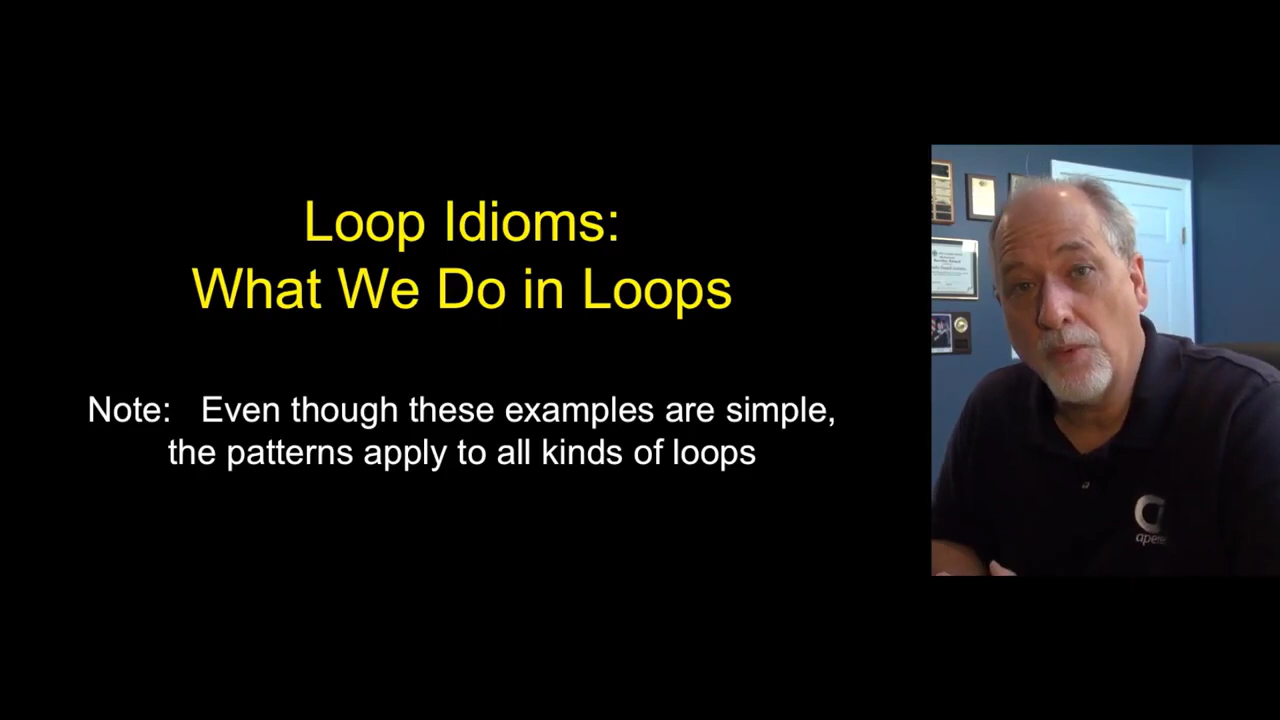 Loop Idioms:
What We Do in Loops
Note: Even though these examples are simple,
the patterns apply to all kinds of loops